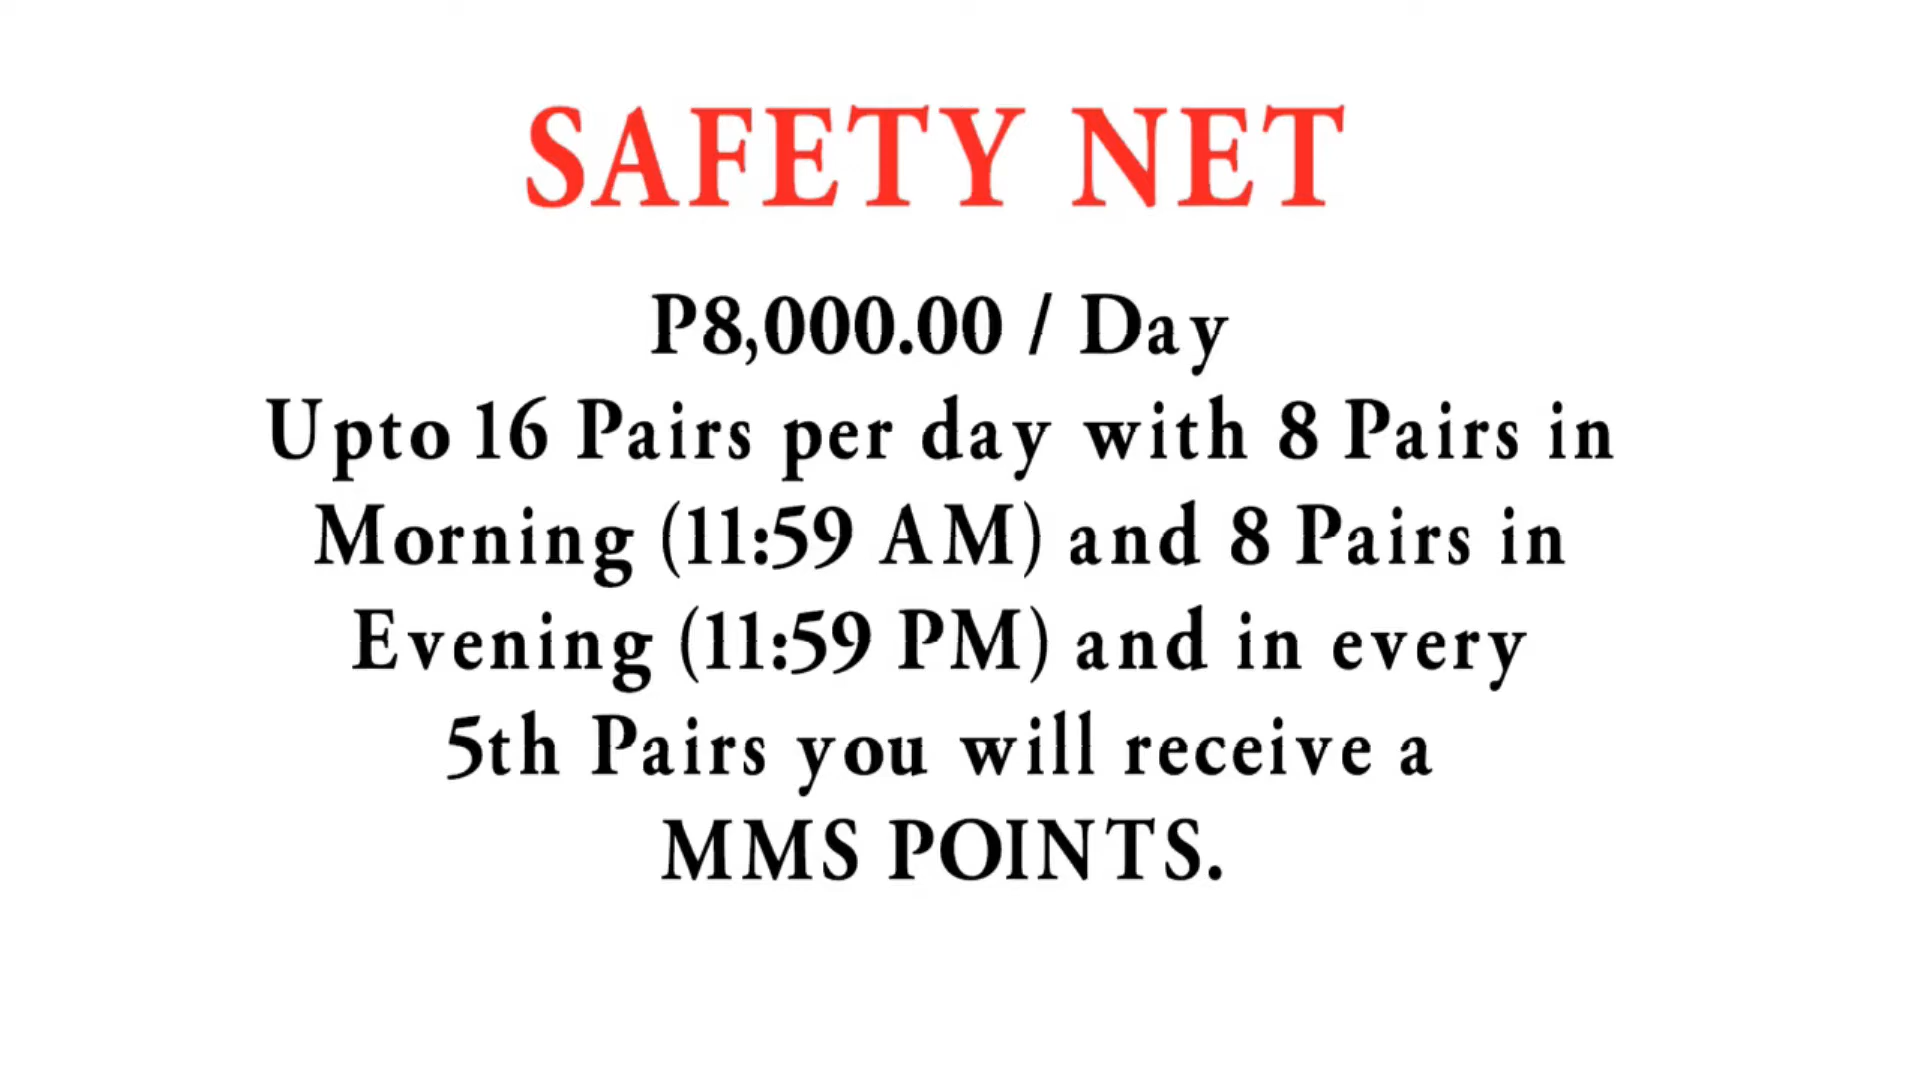 SAFETY NET
P8,000.00 / Day
Upto 16 Pairs per day with 8 Pairs in
Morning (11:59 AM) and 8 Pairs in
Evening (11:59 PM) and in every
5th Pairs you will receive a
MMS POINTS.